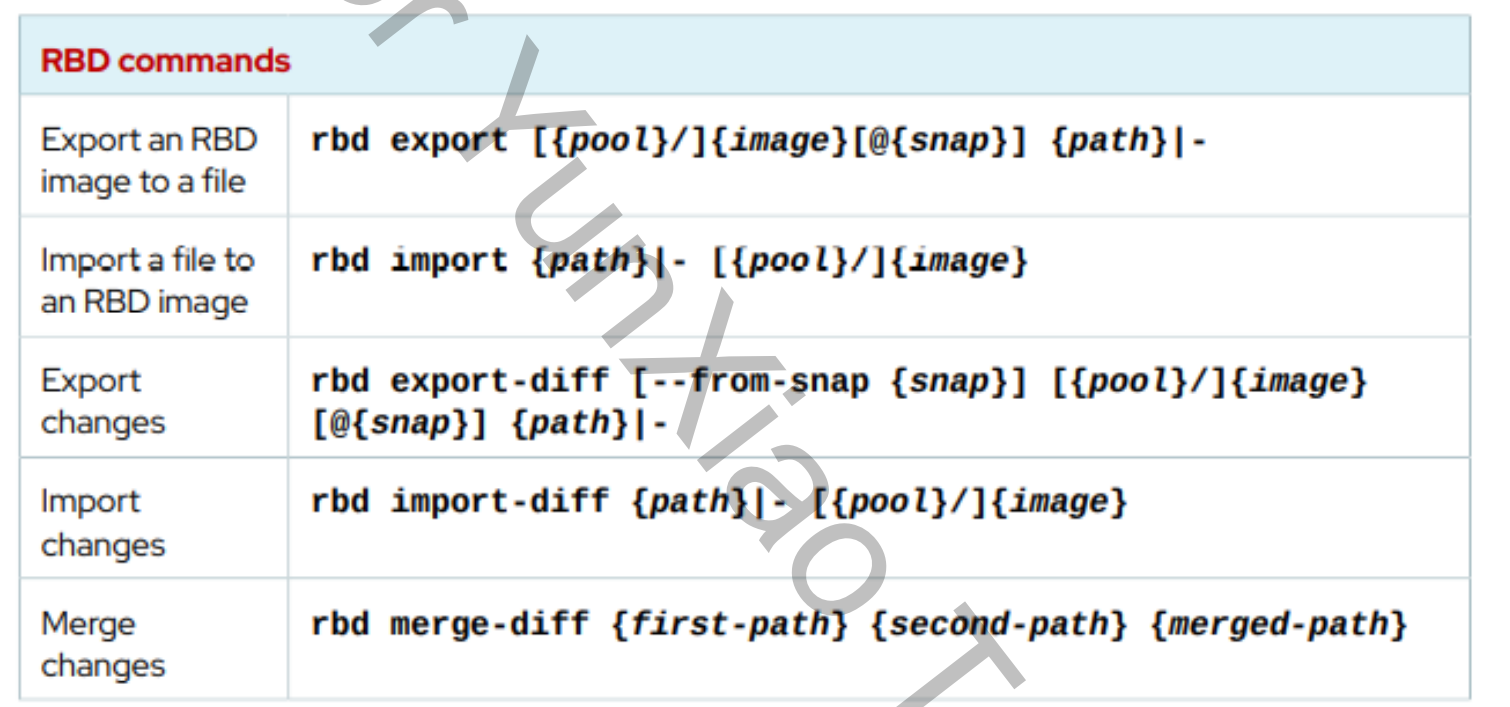 RBD commands
Export an RBD
image to a file
rbd export [{pool}/]{image}[@{snap}] {path}|-
Import a file to
an RBD image
rbd import {path}|- [{pool}/]{image}
Export
changes
rbd export-diff [--from-snap {snap}] [{pool}/]{image}
[@{snap}] {path}|-
Import
changes
rbd import-diff {path}|- [{pool}/]{image}
Merge
changes
rbd merge-diff {first-path} {second-path} {merged-path}
or YunXiao T